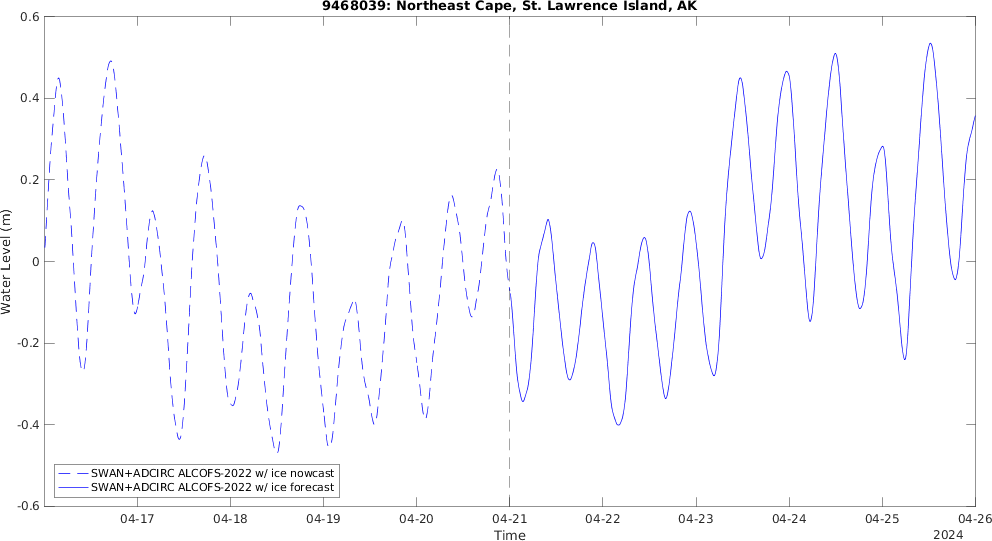 9468039: Northeast Cape, St. Lawrence Island, AK
0.6
0.4
0.2
0
-0.2
-0.4
-0.6
Water Level (m)
SWAN+ADCIRC ALCOFS-2022 w/ ice nowcast
SWAN+ADCIRC ALCOFS-2022 w/ ice forecast
04-17 04-18 04-19 04-20 04-21 04-22 04-23 04-24 04-25 04-26
Time
2024